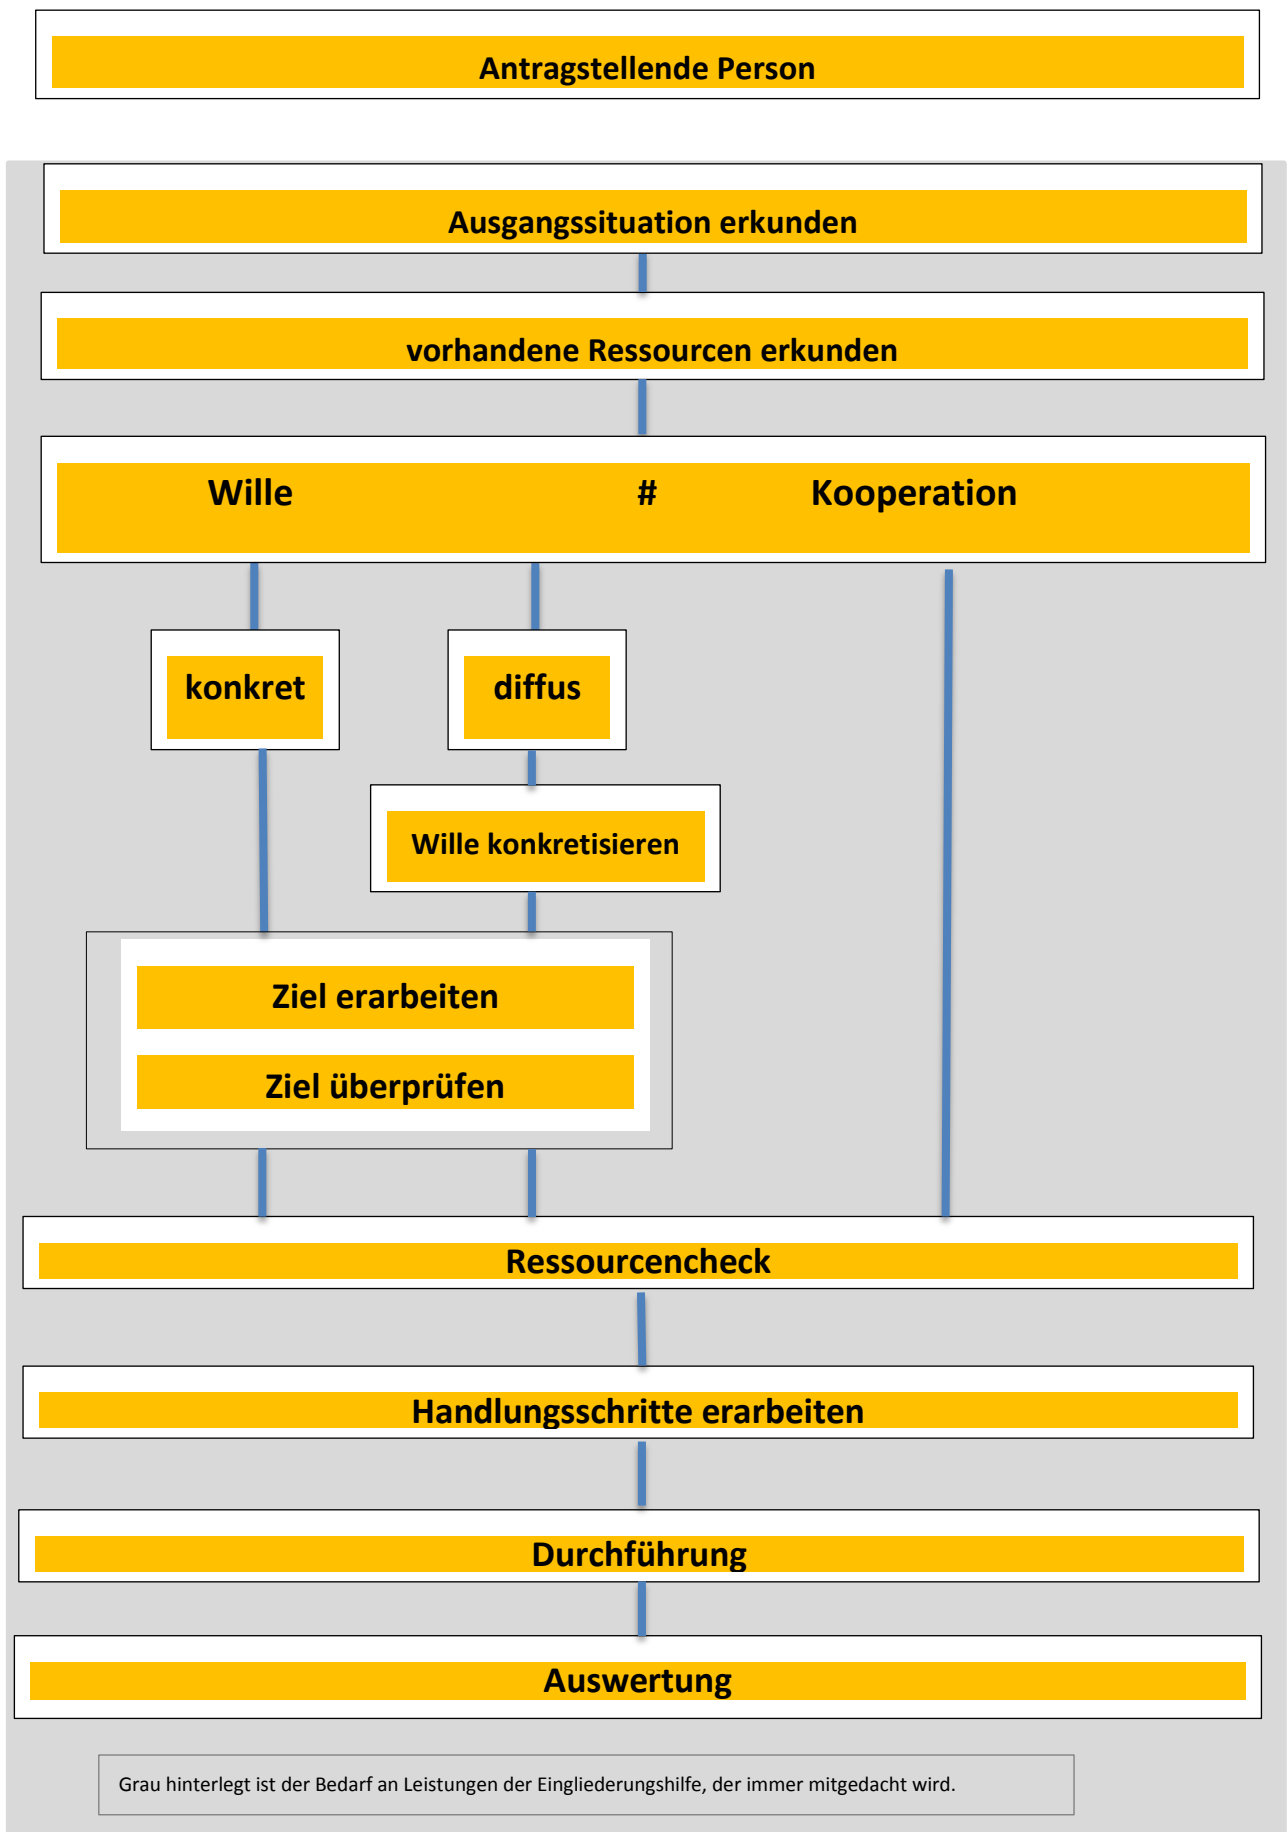 Antragstellende Person
Ausgangssituation erkunden
vorhandene Ressourcen erkunden
Wille # Kooperation
konkret diffus
Wille konkretisieren
Ziel erarbeiten
Ziel überprüfen
Ressourcencheck
Handlungsschritte erarbeiten
Durchführung
Auswertung
Grau hinterlegt ist der Bedarf an Leistungen der Eingliederungshilfe, der immer mitgedacht wird.